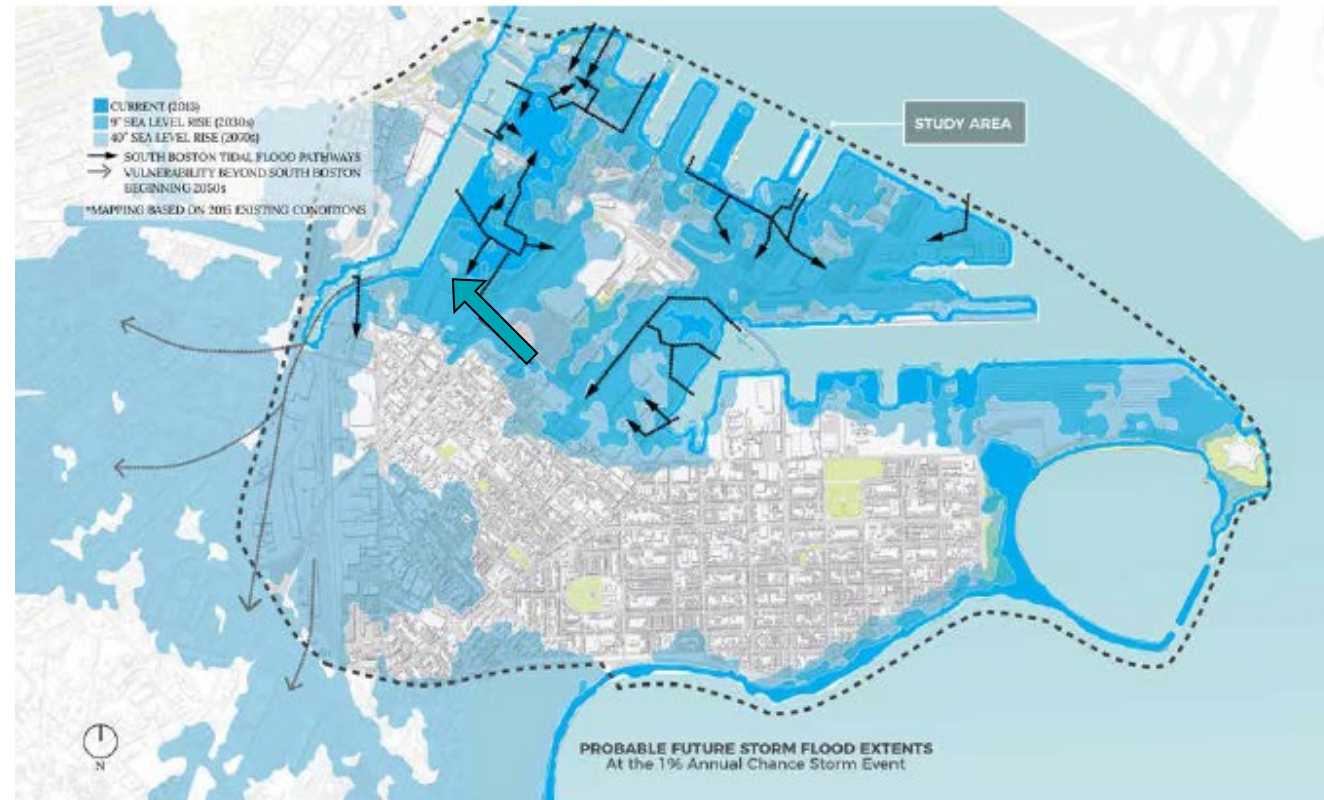 CURRENT (2013)
9" SEA LEVEL RISE (2030s)
40" SEA LEVEL RISE (2070s)
SOUTH BOSTON TIDAL FLOOD PATHWAYS
VULNERABILITY BEYOND SOUTH BOSTON
BEGINNING 2050s
*MAPPING BASED ON 2015 EXISTING CONDITIONS
STUDY AREA
N
PROBABLE FUTURE STORM FLOOD EXTENTS
At the 1% Annual Chance Storm Event